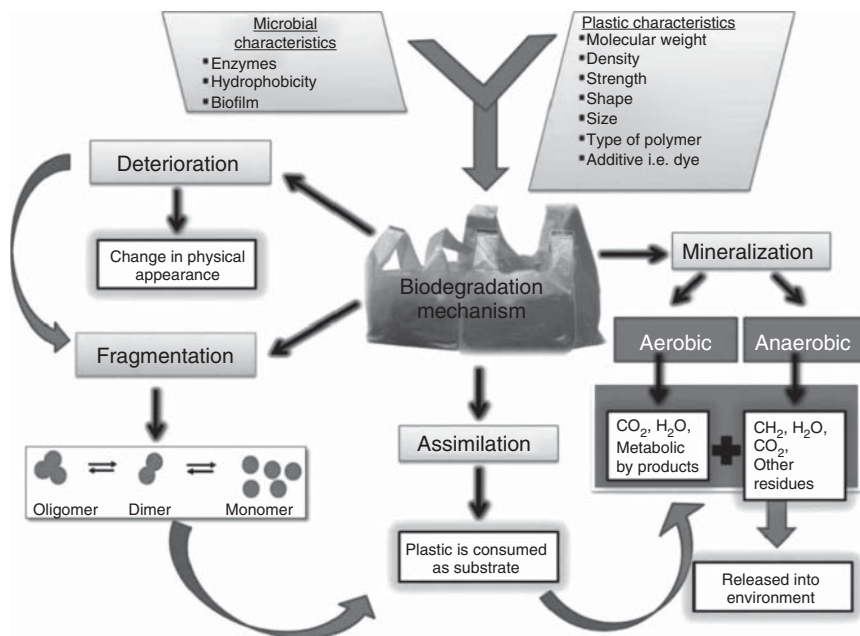 Microbial
characteristics
▪Enzymes
▪Hydrophobicity
▪Biofilm
Plastic characteristics
▪Molecular weight
▪Density
▪Strength
▪Shape
▪Size
▪Type of polymer
▪Additive i.e. dye
Deterioration
Change in physical
appearance
Fragmentation
Oligomer
Dimer
Monomer
Biodegradation
mechanism
Assimilation
Plastic is consumed
as substrate
Mineralization
Aerobic
Anaerobic
CO₂, H₂O,
Metabolic
by products
CH₂, H₂O,
CO₂,
Other
residues
Released into
environment